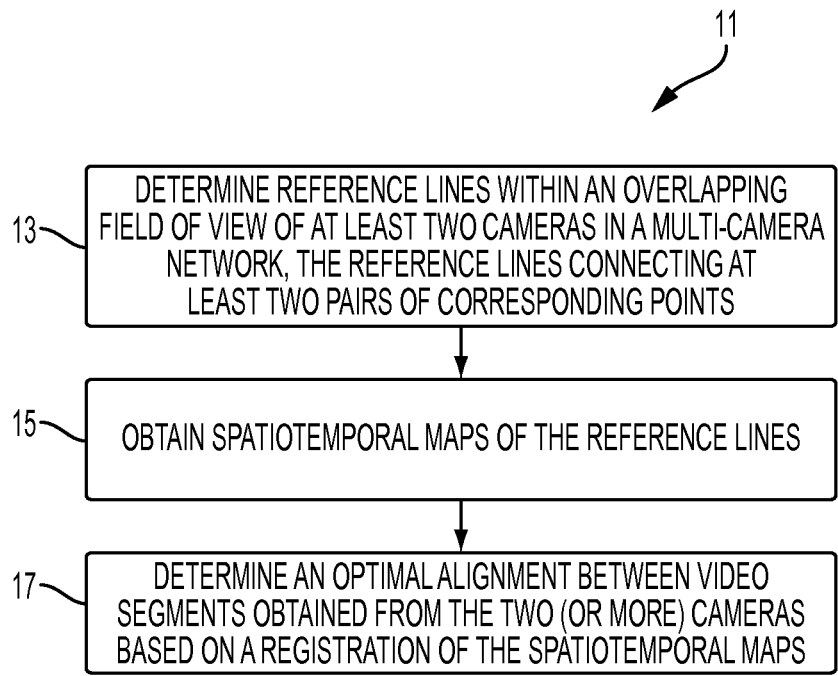 11
13
DETERMINE REFERENCE LINES WITHIN AN OVERLAPPING
FIELD OF VIEW OF AT LEAST TWO CAMERAS IN A MULTI-CAMERA
NETWORK, THE REFERENCE LINES CONNECTING AT
LEAST TWO PAIRS OF CORRESPONDING POINTS
15
OBTAIN SPATIOTEMPORAL MAPS OF THE REFERENCE LINES
17
DETERMINE AN OPTIMAL ALIGNMENT BETWEEN VIDEO
SEGMENTS OBTAINED FROM THE TWO (OR MORE) CAMERAS
BASED ON A REGISTRATION OF THE SPATIOTEMPORAL MAPS